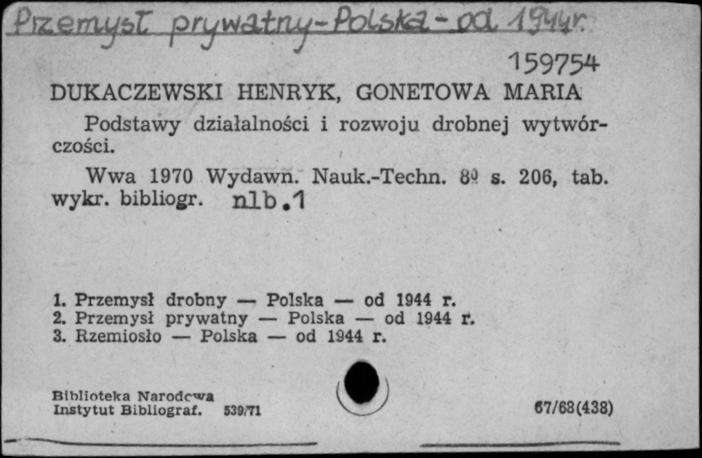 Przemysł prywatny - Polska - od 1944 r.
159754
DUKACZEWSKI HENRYK, GONETOWA MARIA
Podstawy działalności i rozwoju drobnej wytwór-
czości.
Wwa 1970 Wydawn. Nauk.-Techn. 8º s. 206, tab.
wykr. bibliogr. nlb.1
1. Przemysł drobny — Polska — od 1944 r.
2. Przemysł prywatny — Polska — od 1944 r.
3. Rzemiosło — Polska — od 1944 r.
Biblioteka Narodowa
Instytut Bibliograf. 539/71
67/68(438)